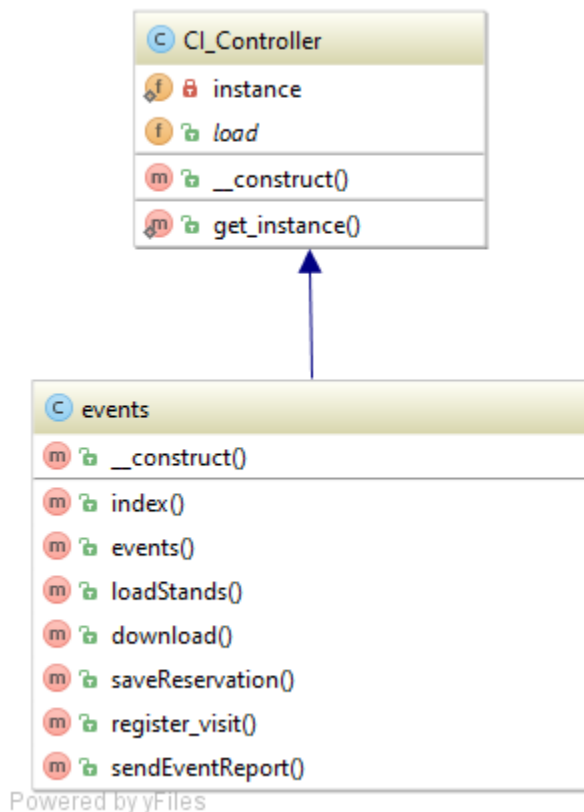 C CI_Controller
f instance
f load
m __construct()
m get_instance()
C events
m __construct()
m index()
m events()
m loadStands()
m download()
m saveReservation()
m register_visit()
m sendEventReport()
Powered by yFiles